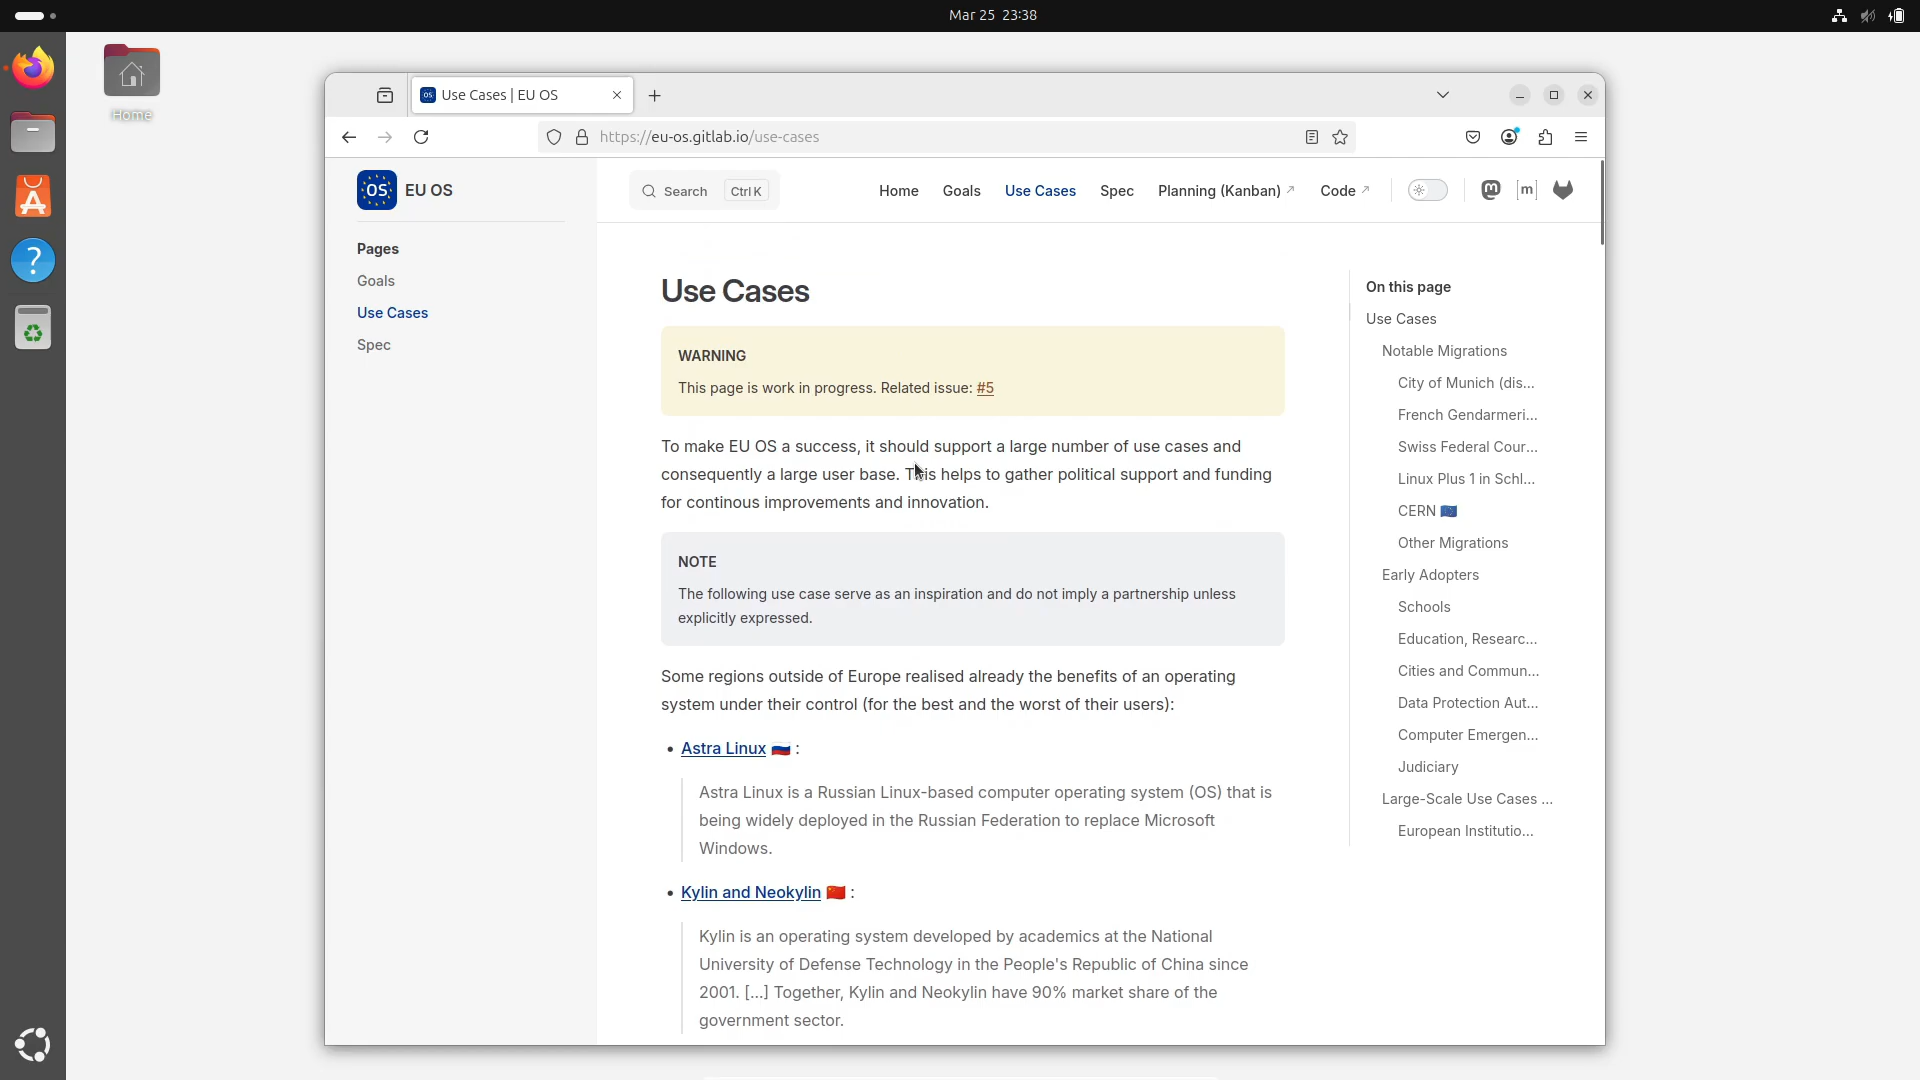 Mar 25 23:38
Home
Use Cases | EU OS
https://eu-os.gitlab.io/use-cases
OS EU OS
Search Ctrl K
Home Goals Use Cases Spec Planning (Kanban) ↗ Code ↗
[m]
Pages
Goals
Use Cases
Spec
Use Cases
WARNING
This page is work in progress. Related issue: #5
To make EU OS a success, it should support a large number of use cases and
consequently a large user base. This helps to gather political support and funding
for continous improvements and innovation.
NOTE
The following use case serve as an inspiration and do not imply a partnership unless
explicitly expressed.
Some regions outside of Europe realised already the benefits of an operating
system under their control (for the best and the worst of their users):
• Astra Linux 🇷🇺 :
Astra Linux is a Russian Linux-based computer operating system (OS) that is
being widely deployed in the Russian Federation to replace Microsoft
Windows.
• Kylin and Neokylin 🇨🇳 :
Kylin is an operating system developed by academics at the National
University of Defense Technology in the People's Republic of China since
2001. [...] Together, Kylin and Neokylin have 90% market share of the
government sector.
On this page
Use Cases
Notable Migrations
City of Munich (dis...
French Gendarmeri...
Swiss Federal Cour...
Linux Plus 1 in Schl...
CERN 🇪🇺
Other Migrations
Early Adopters
Schools
Education, Researc...
Cities and Commun...
Data Protection Aut...
Computer Emergen...
Judiciary
Large-Scale Use Cases ...
European Institutio...